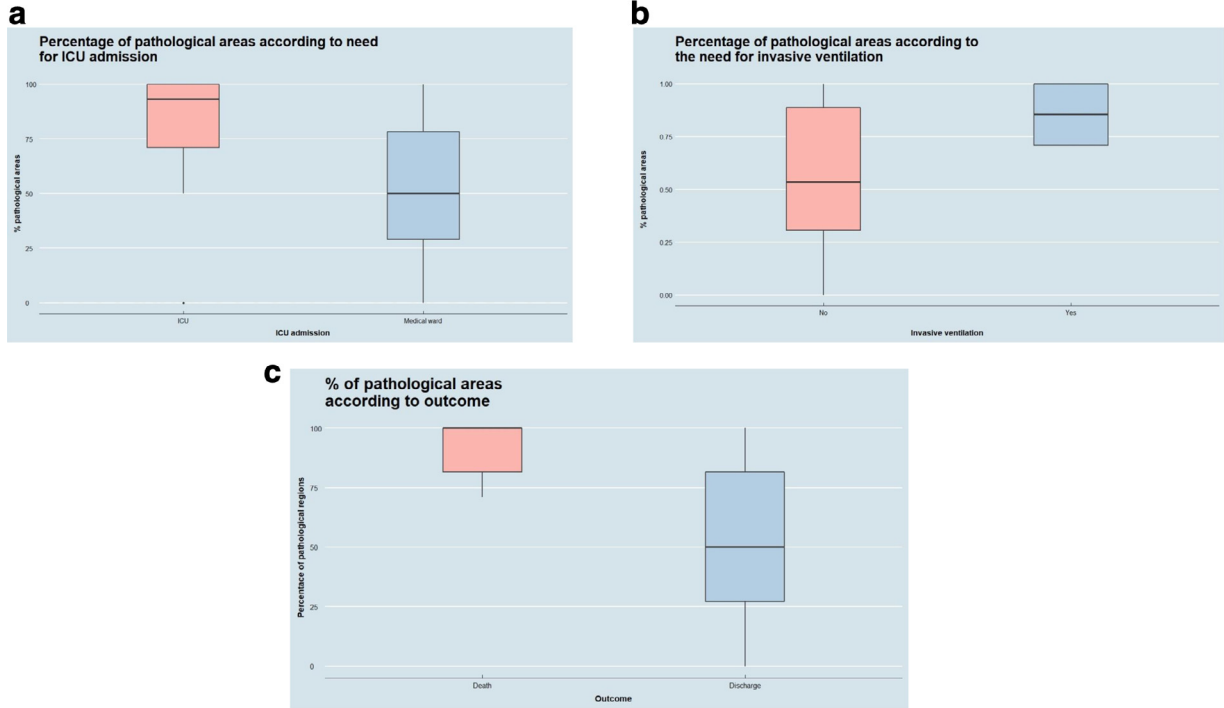 a
Percentage of pathological areas according to need
for ICU admission
% pathological areas
100
75
50
25
0
ICU
Medical ward
ICU admission
b
Percentage of pathological areas according to
the need for invasive ventilation
% pathological areas
1.00
0.75
0.50
0.25
0.00
No
Yes
Invasive ventilation
c
% of pathological areas
according to outcome
Percentace of pathological regions
100
75
50
25
0
Death
Discharge
Outcome